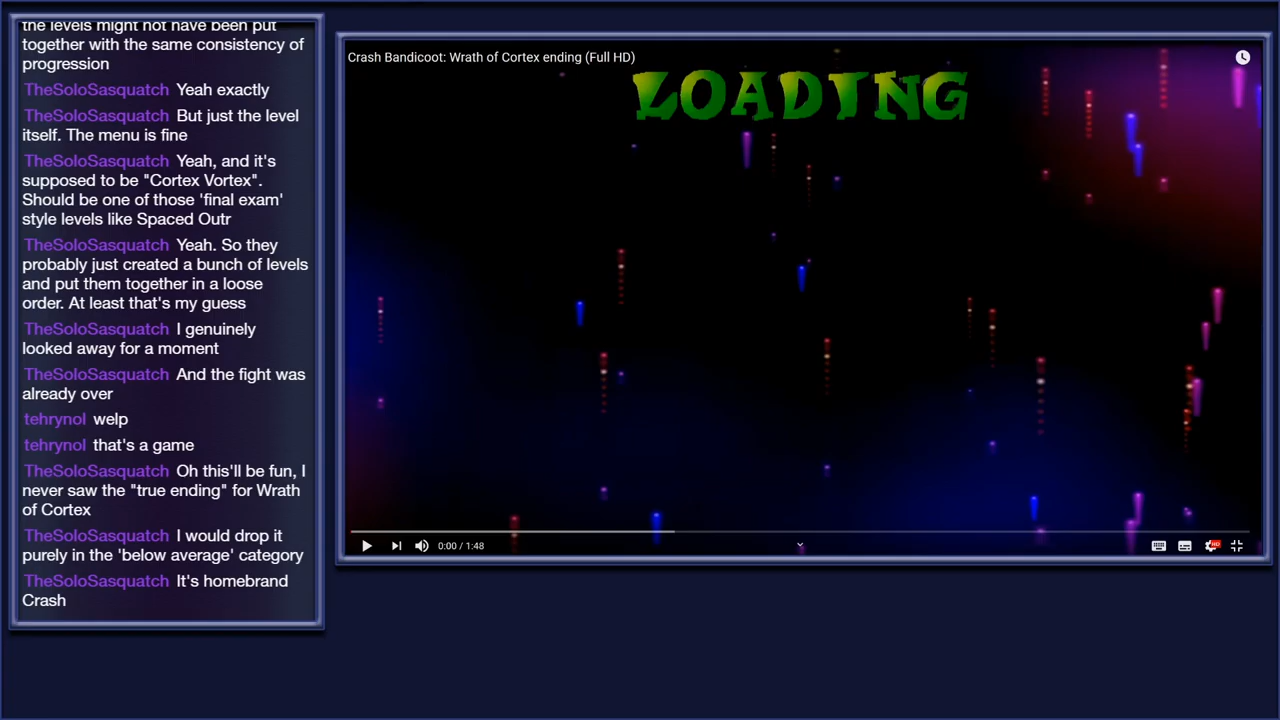 the levels might not have been put
together with the same consistency of
progression
TheSoloSasquatch Yeah exactly
TheSoloSasquatch But just the level
itself. The menu is fine
TheSoloSasquatch Yeah, and it's
supposed to be "Cortex Vortex".
Should be one of those 'final exam'
style levels like Spaced Outr
TheSoloSasquatch Yeah. So they
probably just created a bunch of levels
and put them together in a loose
order. At least that's my guess
TheSoloSasquatch I genuinely
looked away for a moment
TheSoloSasquatch And the fight was
already over
tehrynol welp
tehrynol that's a game
TheSoloSasquatch Oh this'll be fun, I
never saw the "true ending" for Wrath
of Cortex
TheSoloSasquatch I would drop it
purely in the 'below average' category
TheSoloSasquatch It's homebrand
Crash
Crash Bandicoot: Wrath of Cortex ending (Full HD)
LOADING
0:00 / 1:48
HD